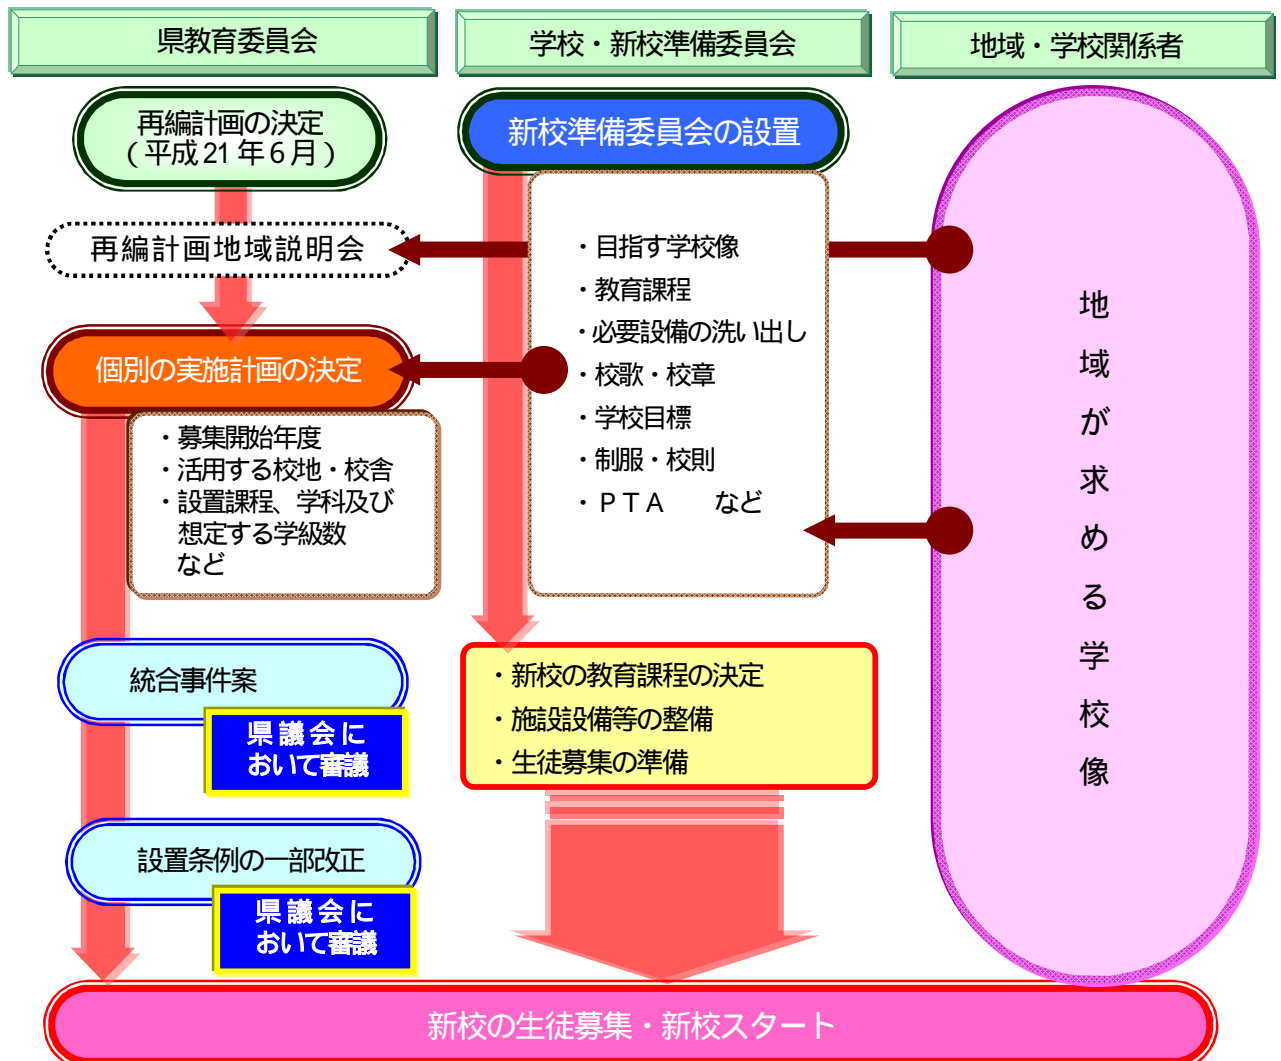 県教育委員会
学校・新校準備委員会
地域・学校関係者
再編計画の決定
（平成21年6月）
再編計画地域説明会
個別の実施計画の決定
・募集開始年度
・活用する校地・校舎
・設置課程、学科及び
想定する学級数
など
統合事件案
県議会に
おいて審議
設置条例の一部改正
県議会に
おいて審議
新校準備委員会の設置
・目指す学校像
・教育課程
・必要設備の洗い出し
・校歌・校章
・学校目標
・制服・校則
・ＰＴＡ　など
・新校の教育課程の決定
・施設設備等の整備
・生徒募集の準備
地域が求める学校像
新校の生徒募集・新校スタート